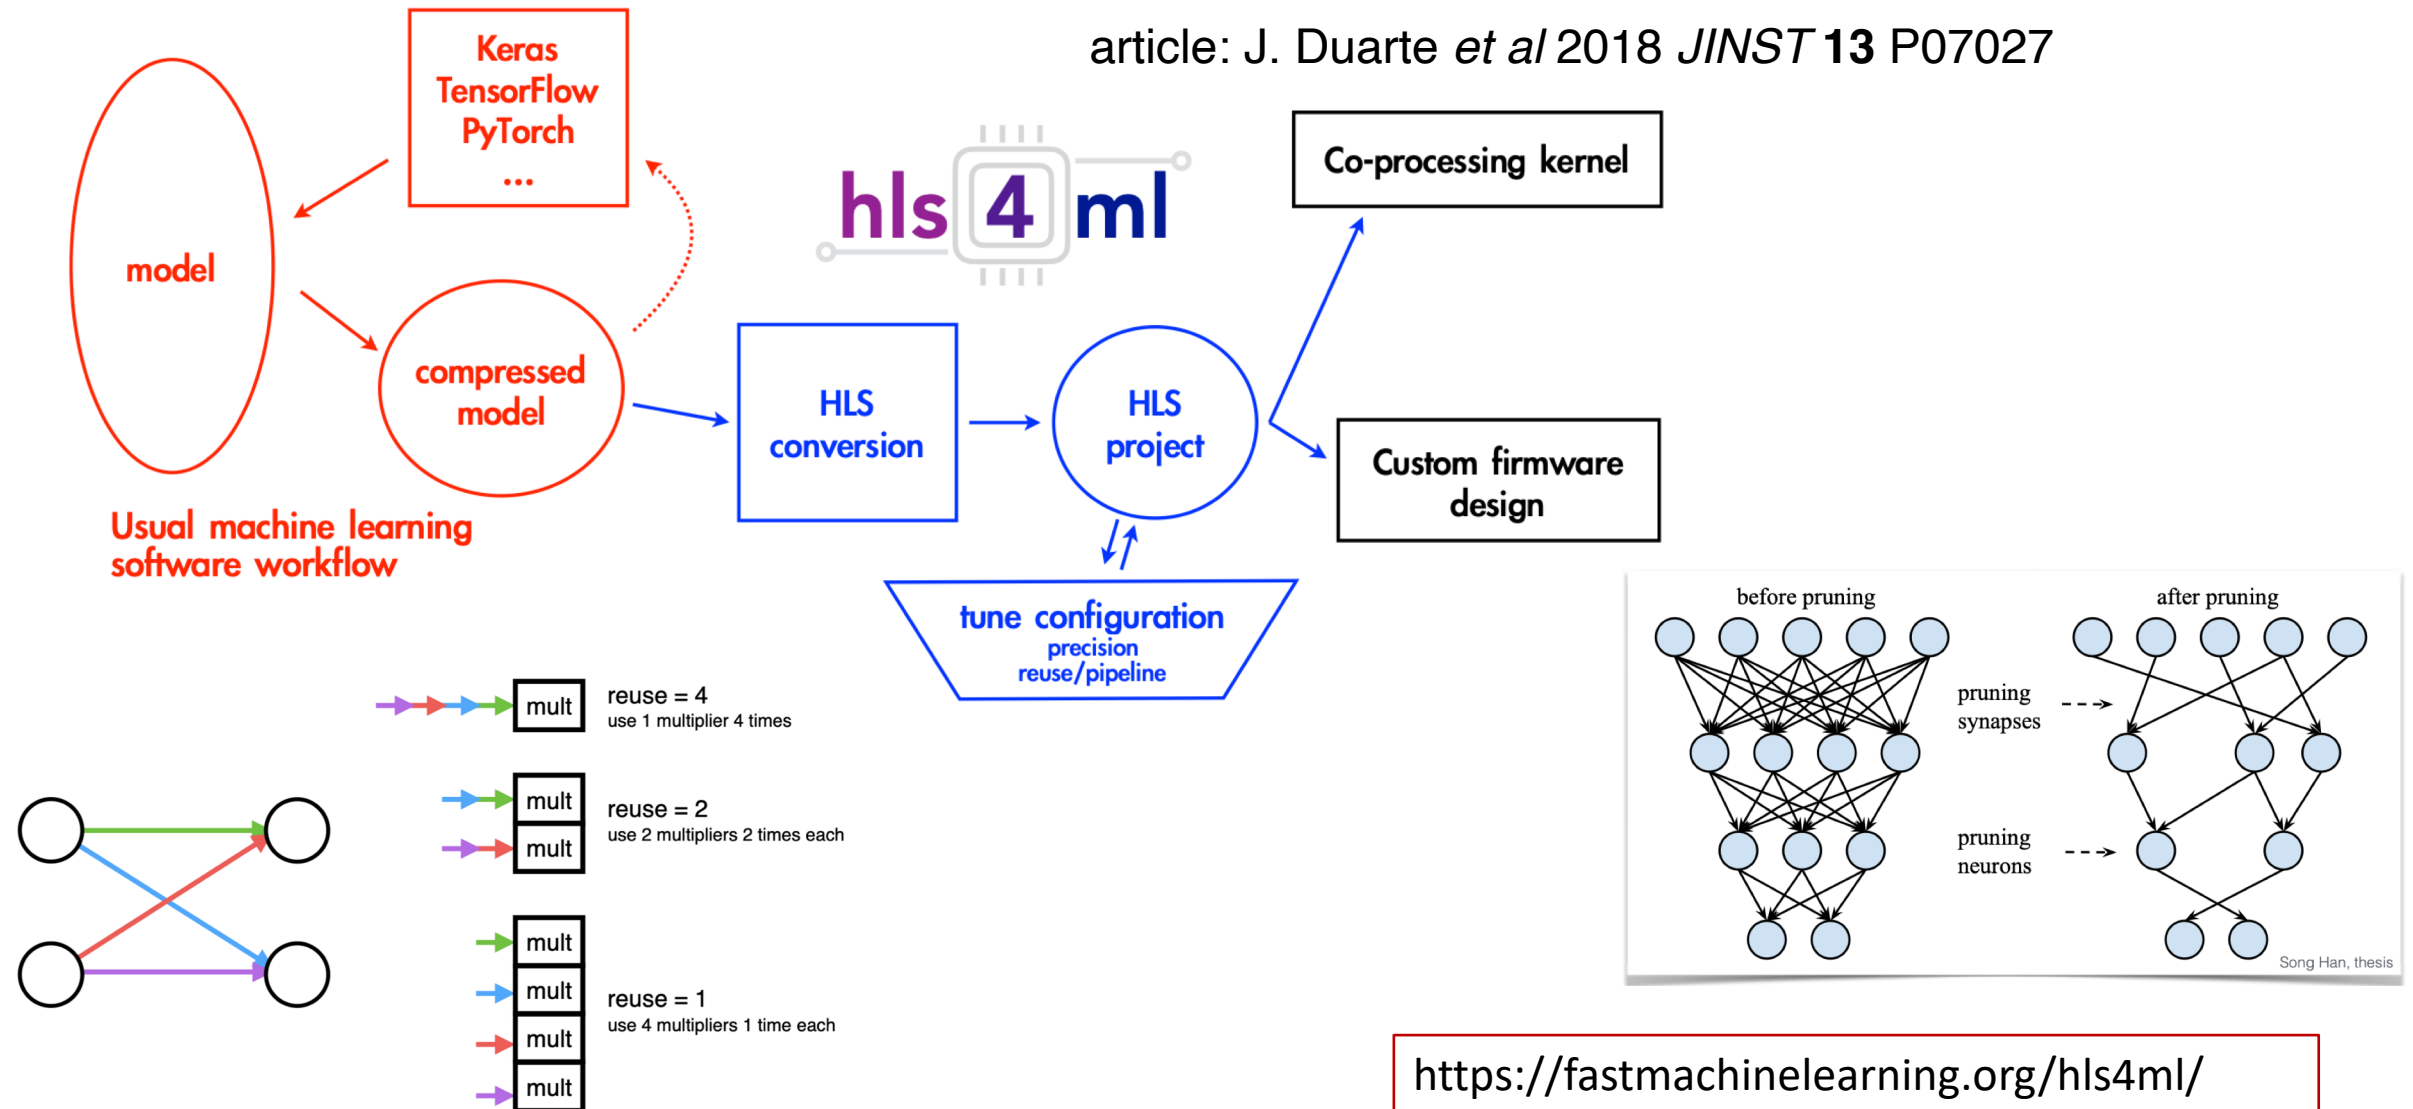 article: J. Duarte et al 2018 JINST 13 P07027
Keras
TensorFlow
PyTorch
...
model
compressed
model
Usual machine learning
software workflow
hls 4 ml
HLS
conversion
HLS
project
Co-processing kernel
Custom firmware
design
tune configuration
precision
reuse/pipeline
mult
reuse = 4
use 1 multiplier 4 times
mult
mult
reuse = 2
use 2 multipliers 2 times each
mult
mult
mult
mult
reuse = 1
use 4 multipliers 1 time each
before pruning
after pruning
pruning
synapses
pruning
neurons
Song Han, thesis
https://fastmachinelearning.org/hls4ml/